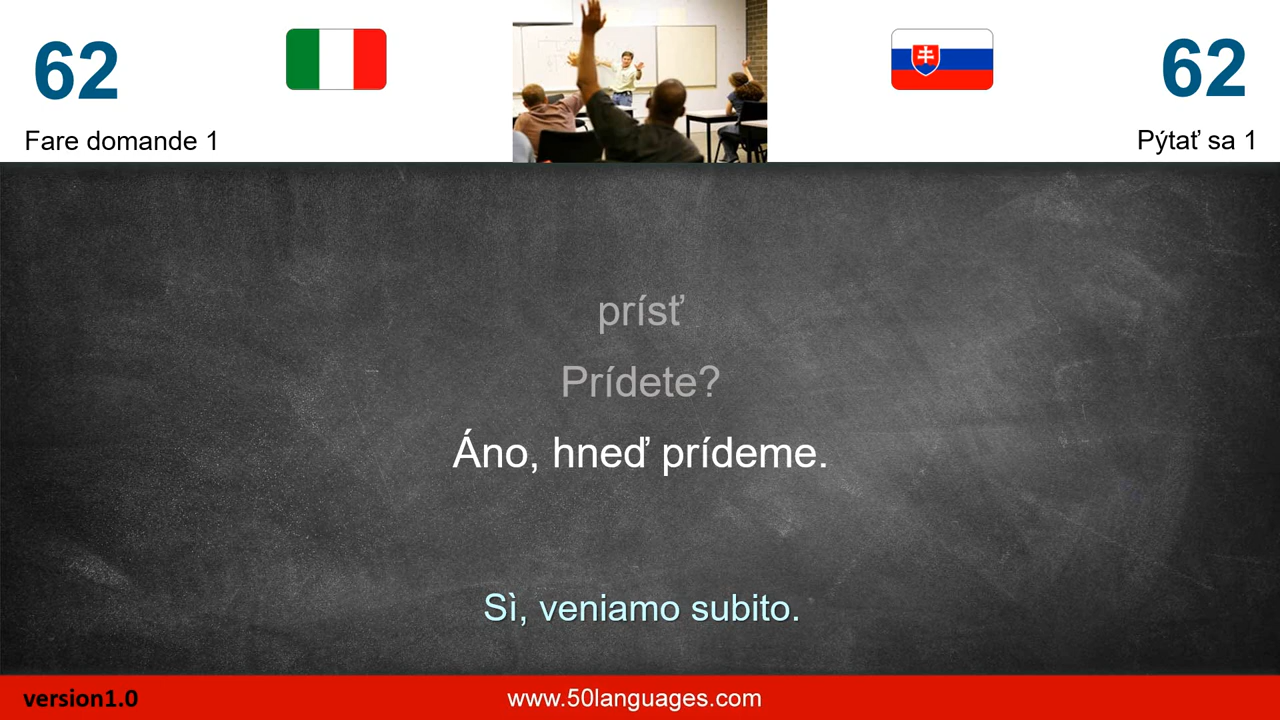 62
62
Fare domande 1
Pýtať sa 1
prísť
Prídete?
Áno, hneď prídeme.
Sì, veniamo subito.
version1.0
www.50languages.com